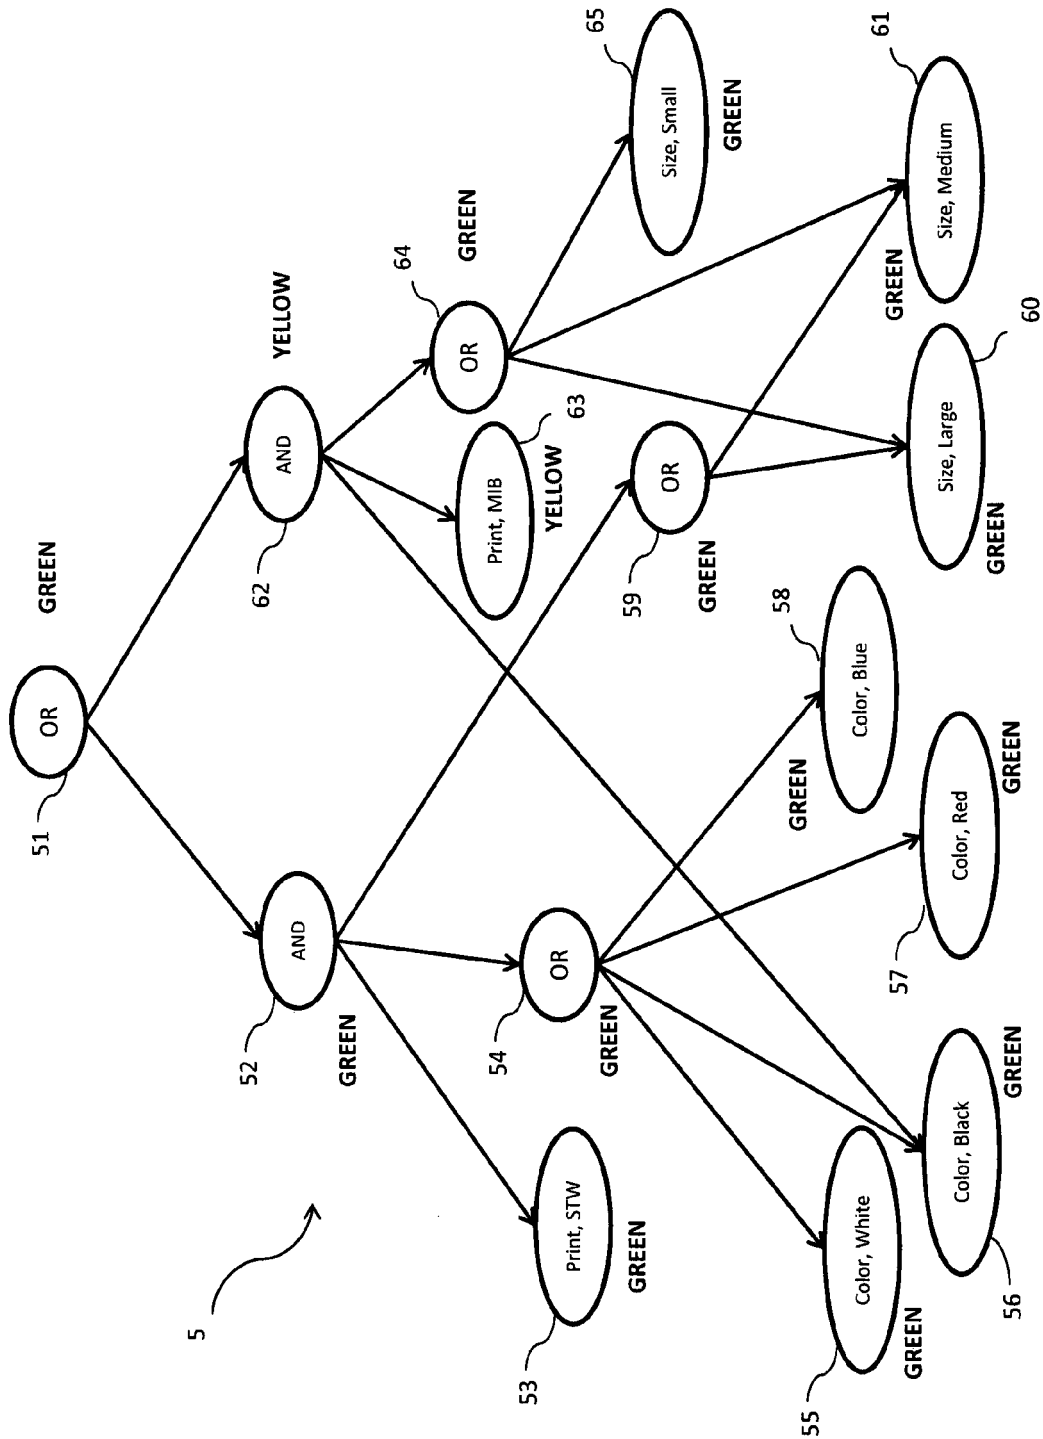 5
OR
51
GREEN
AND
52
GREEN
AND
62
YELLOW
Print, STW
53
GREEN
OR
54
GREEN
OR
59
GREEN
Print, MIB
63
YELLOW
OR
64
GREEN
Size, Small
65
GREEN
Color, White
55
GREEN
Color, Black
56
GREEN
Color, Red
57
GREEN
Color, Blue
58
GREEN
Size, Large
60
GREEN
Size, Medium
61
GREEN